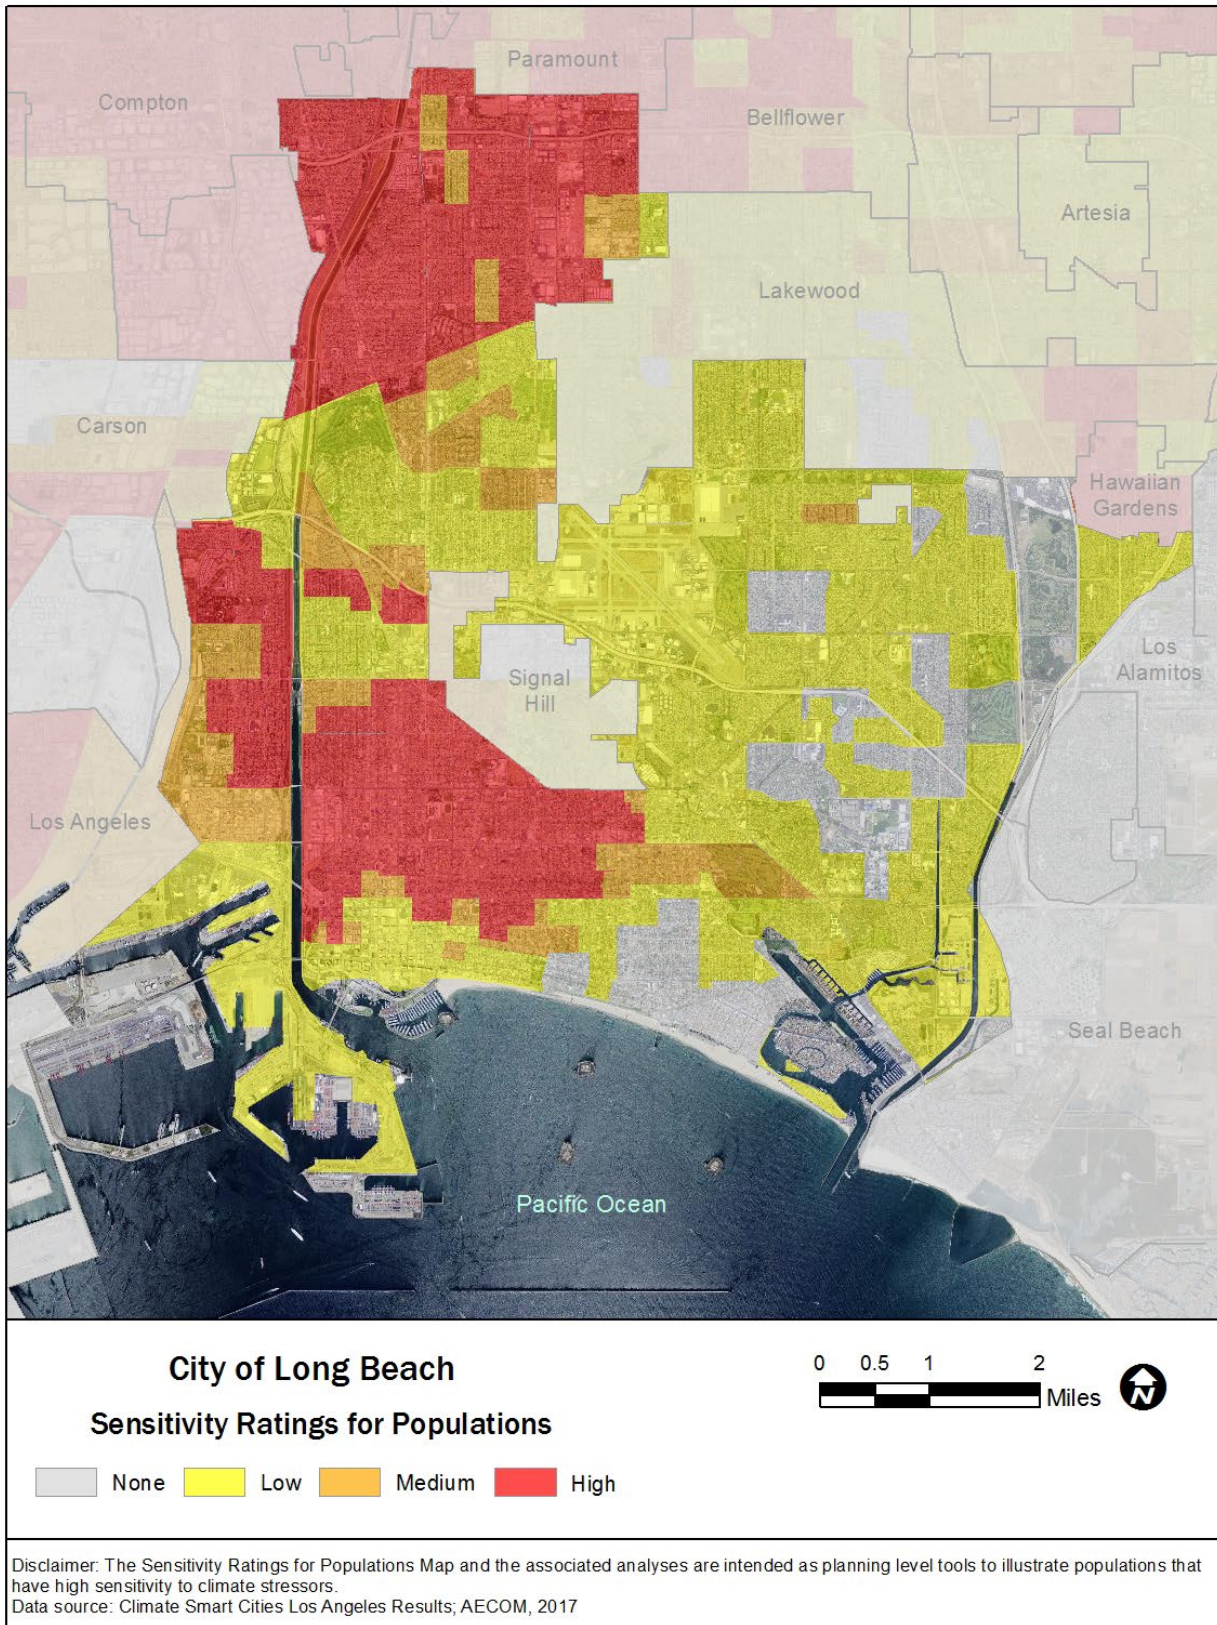 Paramount
Compton
Bellflower
Artesia
Lakewood
Carson
Hawaiian
Gardens
Los
Alamitos
Signal
Hill
Los Angeles
Seal Beach
Pacific Ocean
City of Long Beach
Sensitivity Ratings for Populations
0 0.5 1 2
Miles
N
None Low Medium High
Disclaimer: The Sensitivity Ratings for Populations Map and the associated analyses are intended as planning level tools to illustrate populations that
have high sensitivity to climate stressors.
Data source: Climate Smart Cities Los Angeles Results; AECOM, 2017